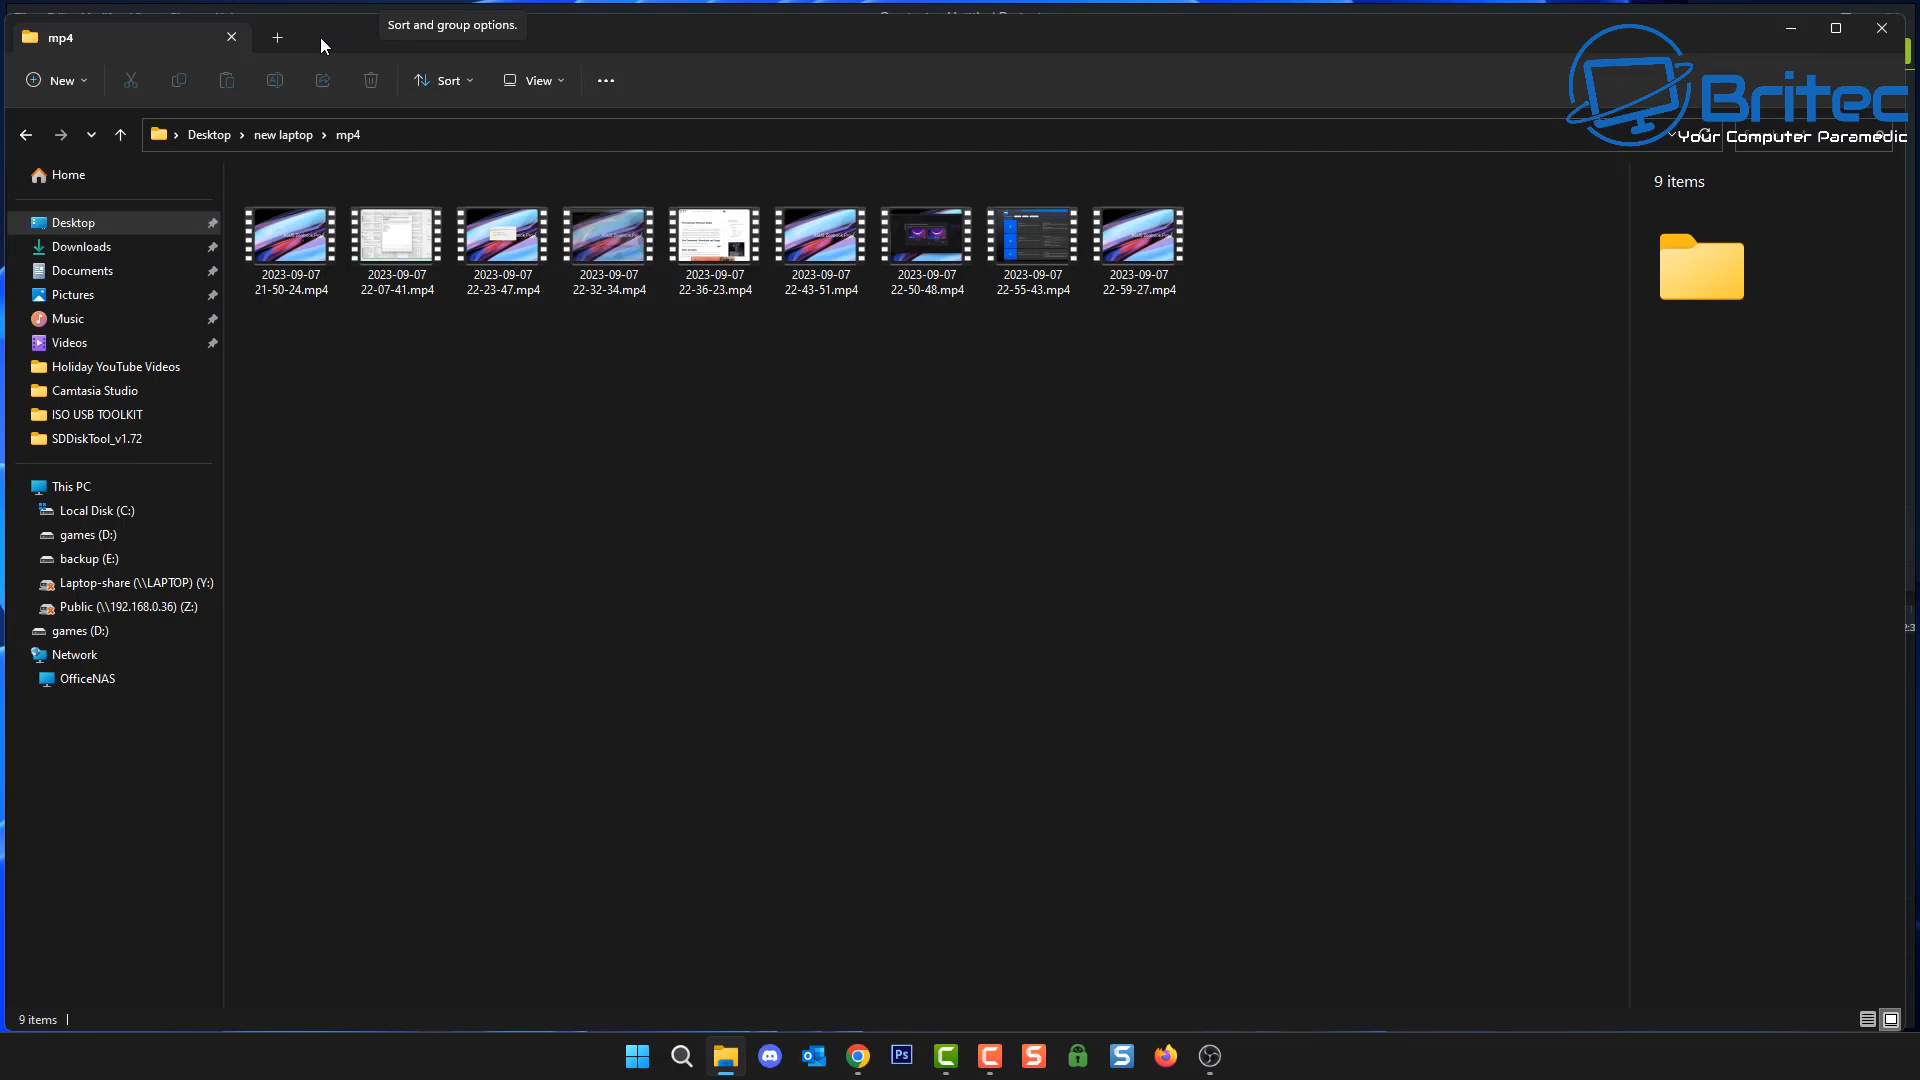 Sort and group options.
mp4
New
Sort
View
Britec
Your Computer Paramedic
Desktop
new laptop
mp4
Home
9 items
Desktop
Downloads
Documents
Pictures
Music
Videos
Holiday YouTube Videos
Camtasia Studio
ISO USB TOOLKIT
SDDiskTool_v1.72
2023-09-07
21-50-24.mp4
2023-09-07
22-07-41.mp4
2023-09-07
22-23-47.mp4
2023-09-07
22-32-34.mp4
2023-09-07
22-36-23.mp4
2023-09-07
22-43-51.mp4
2023-09-07
22-50-48.mp4
2023-09-07
22-55-43.mp4
2023-09-07
22-59-27.mp4
This PC
Local Disk (C:)
games (D:)
backup (E:)
Laptop-share (\\LAPTOP) (Y:)
Public (\\192.168.0.36) (Z:)
games (D:)
Network
OfficeNAS
9 items
Ps